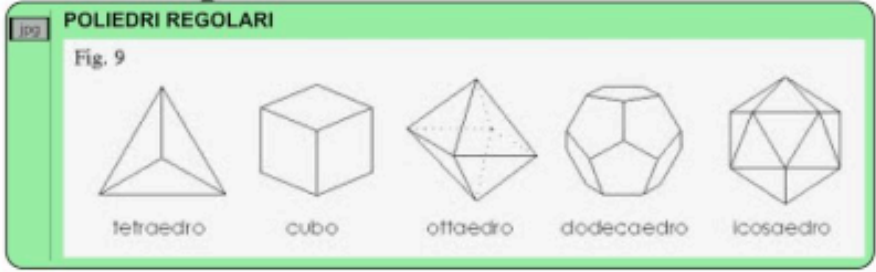 POLIEDRI REGOLARI
jpg
Fig. 9
tetraedro cubo ottaedro dodecaedro icosaedro